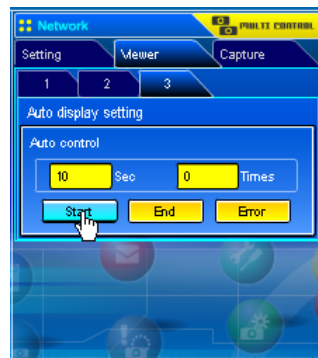 Network MULTI CONTROL
Setting Viewer Capture
1 2 3
Auto display setting
Auto control
10 Sec 0 Times
Start End Error